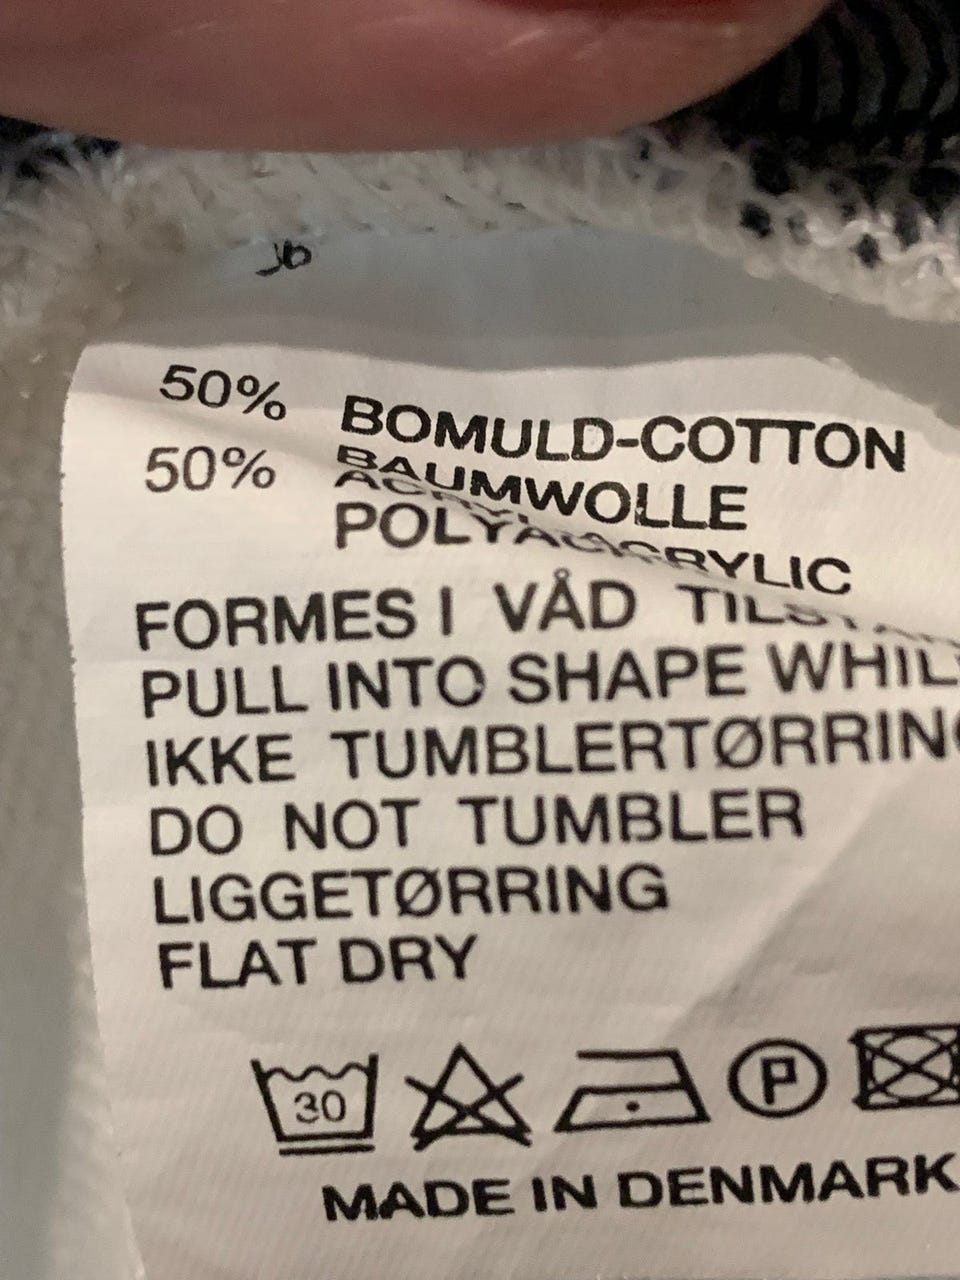 50% BOMULD-COTTON
BAUMWOLLE
50% ACRYL
POLYACRYLIC
FORMES I VÅD
PULL INTO SHAPE
IKKE
DO NOT TUMBLER
LIGGETØRRING
FLAT DRY
30 P
MADE IN DENMARK